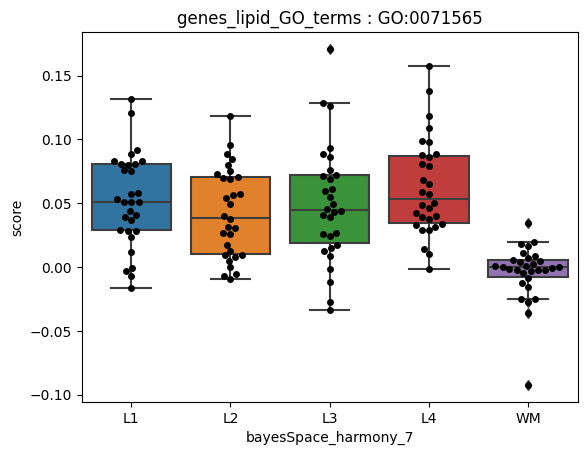 genes_lipid_GO_terms : GO:0071565
0.15
0.10
0.05
0.00
−0.05
−0.10
score
L1 L2 L3 L4 WM
bayesSpace_harmony_7